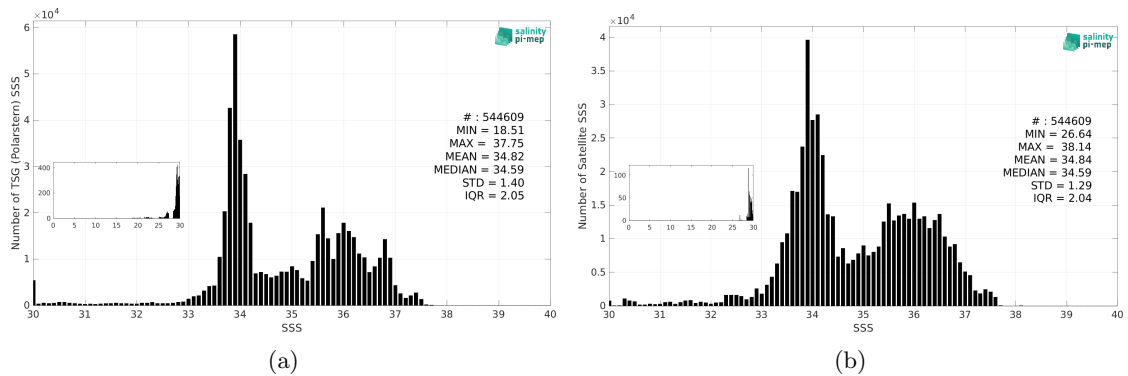 ×10⁴
6
5
4
3
2
1
0
Number of TSG (Polarstern) SSS
salinity
pi-mep
# : 544609
MIN = 18.51
MAX = 37.75
MEAN = 34.82
MEDIAN = 34.59
STD = 1.40
IQR = 2.05
400
200
0
0 5 10 15 20 25 30
30 31 32 33 34 35 36 37 38 39 40
SSS
(a)
×10⁴
4
3.5
3
2.5
2
1.5
1
0.5
0
Number of Satellite SSS
salinity
pi-mep
# : 544609
MIN = 26.64
MAX = 38.14
MEAN = 34.84
MEDIAN = 34.59
STD = 1.29
IQR = 2.04
100
50
0
0 5 10 15 20 25 30
30 31 32 33 34 35 36 37 38 39 40
SSS
(b)